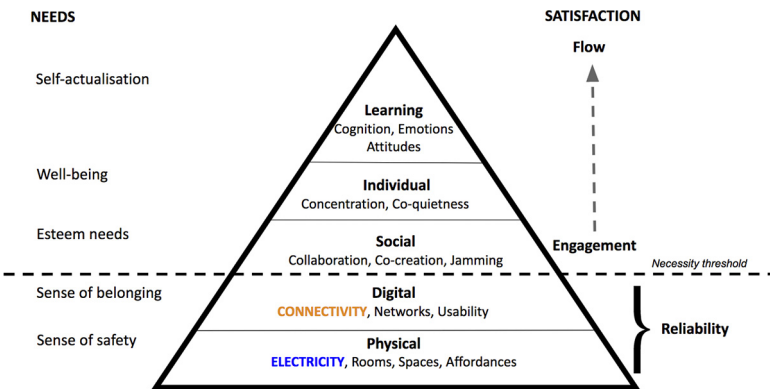 NEEDS
SATISFACTION
Flow
Self-actualisation
Learning
Cognition, Emotions
Attitudes
Well-being
Individual
Concentration, Co-quietness
Esteem needs
Social
Engagement
Collaboration, Co-creation, Jamming
Necessity threshold
Sense of belonging
Digital
CONNECTIVITY, Networks, Usability
Reliability
Sense of safety
Physical
ELECTRICITY, Rooms, Spaces, Affordances